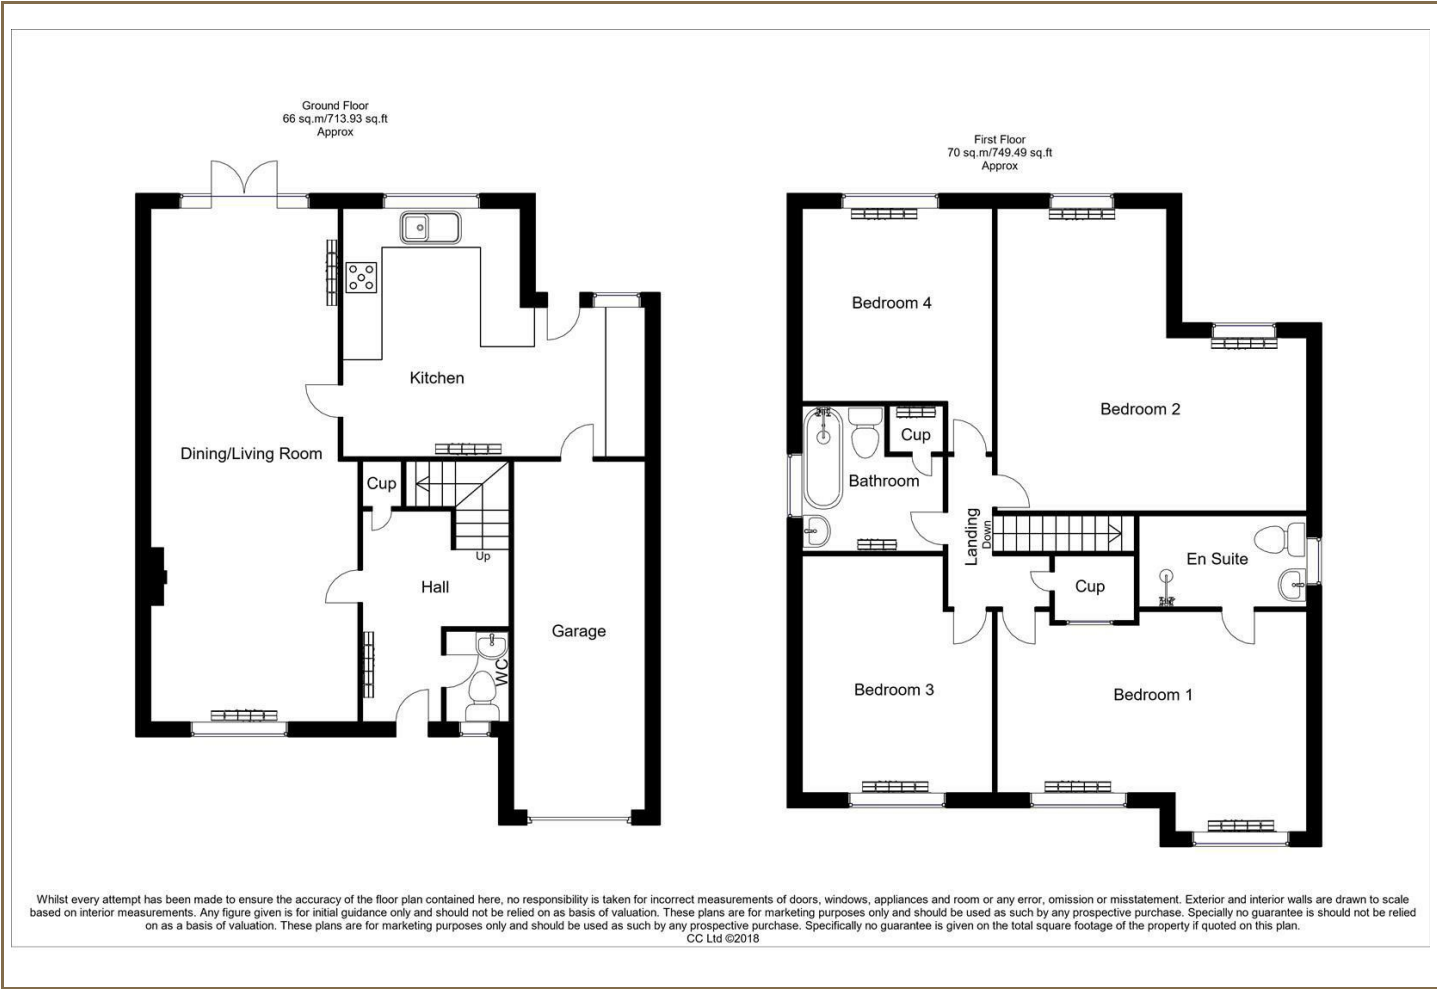 Ground Floor
66 sq.m/713.93 sq.ft
Approx
Kitchen
Dining/Living Room
Cup
Up
Hall
WC
Garage
First Floor
70 sq.m/749.49 sq.ft
Approx
Bedroom 4
Bedroom 2
Cup
Bathroom
Landing
Down
En Suite
Cup
Bedroom 3
Bedroom 1
Whilst every attempt has been made to ensure the accuracy of the floor plan contained here, no responsibility is taken for incorrect measurements of doors, windows, appliances and room or any error, omission or misstatement. Exterior and interior walls are drawn to scale
based on interior measurements. Any figure given is for initial guidance only and should not be relied on as basis of valuation. These plans are for marketing purposes only and should be used as such by any prospective purchase. Specially no guarantee is should not be relied
on as a basis of valuation. These plans are for marketing purposes only and should be used as such by any prospective purchase. Specifically no guarantee is given on the total square footage of the property if quoted on this plan.
CC Ltd ©2018